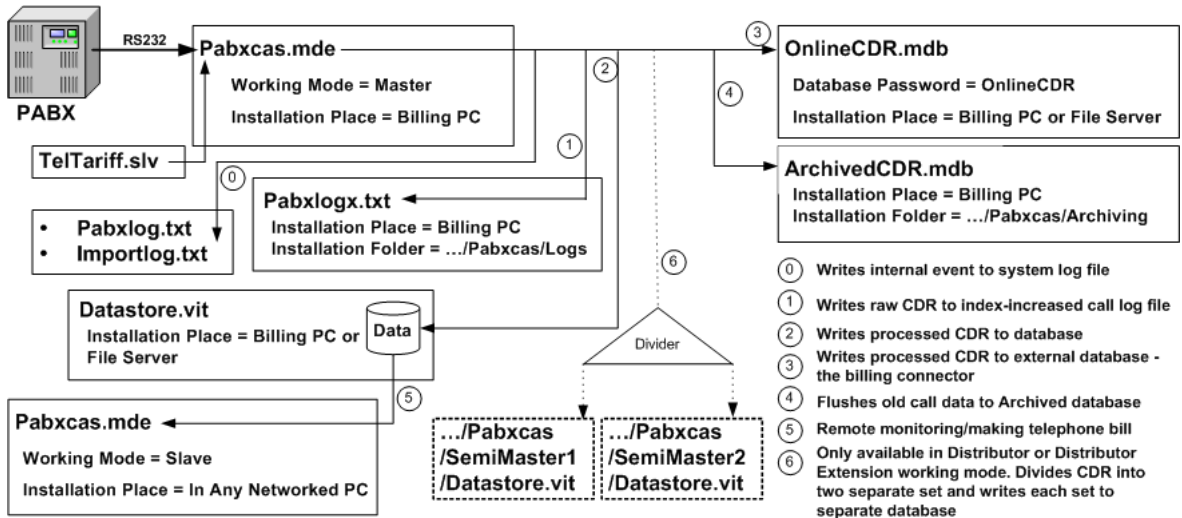 RS232
PABX
Pabxcas.mde
Working Mode = Master
Installation Place = Billing PC
TelTariff.slv
0
• Pabxlog.txt
• Importlog.txt
1
Pabxlogx.txt
Installation Place = Billing PC
Installation Folder = .../Pabxcas/Logs
2
Datastore.vit
Installation Place = Billing PC or
File Server
Data
5
Pabxcas.mde
Working Mode = Slave
Installation Place = In Any Networked PC
6
Divider
.../Pabxcas
/SemiMaster1
/Datastore.vit
.../Pabxcas
/SemiMaster2
/Datastore.vit
3
OnlineCDR.mdb
Database Password = OnlineCDR
Installation Place = Billing PC or File Server
4
ArchivedCDR.mdb
Installation Place = Billing PC
Installation Folder = .../Pabxcas/Archiving
0 Writes internal event to system log file
1 Writes raw CDR to index-increased call log file
2 Writes processed CDR to database
3 Writes processed CDR to external database -
the billing connector
4 Flushes old call data to Archived database
5 Remote monitoring/making telephone bill
6 Only available in Distributor or Distributor
Extension working mode. Divides CDR into
two separate set and writes each set to
separate database